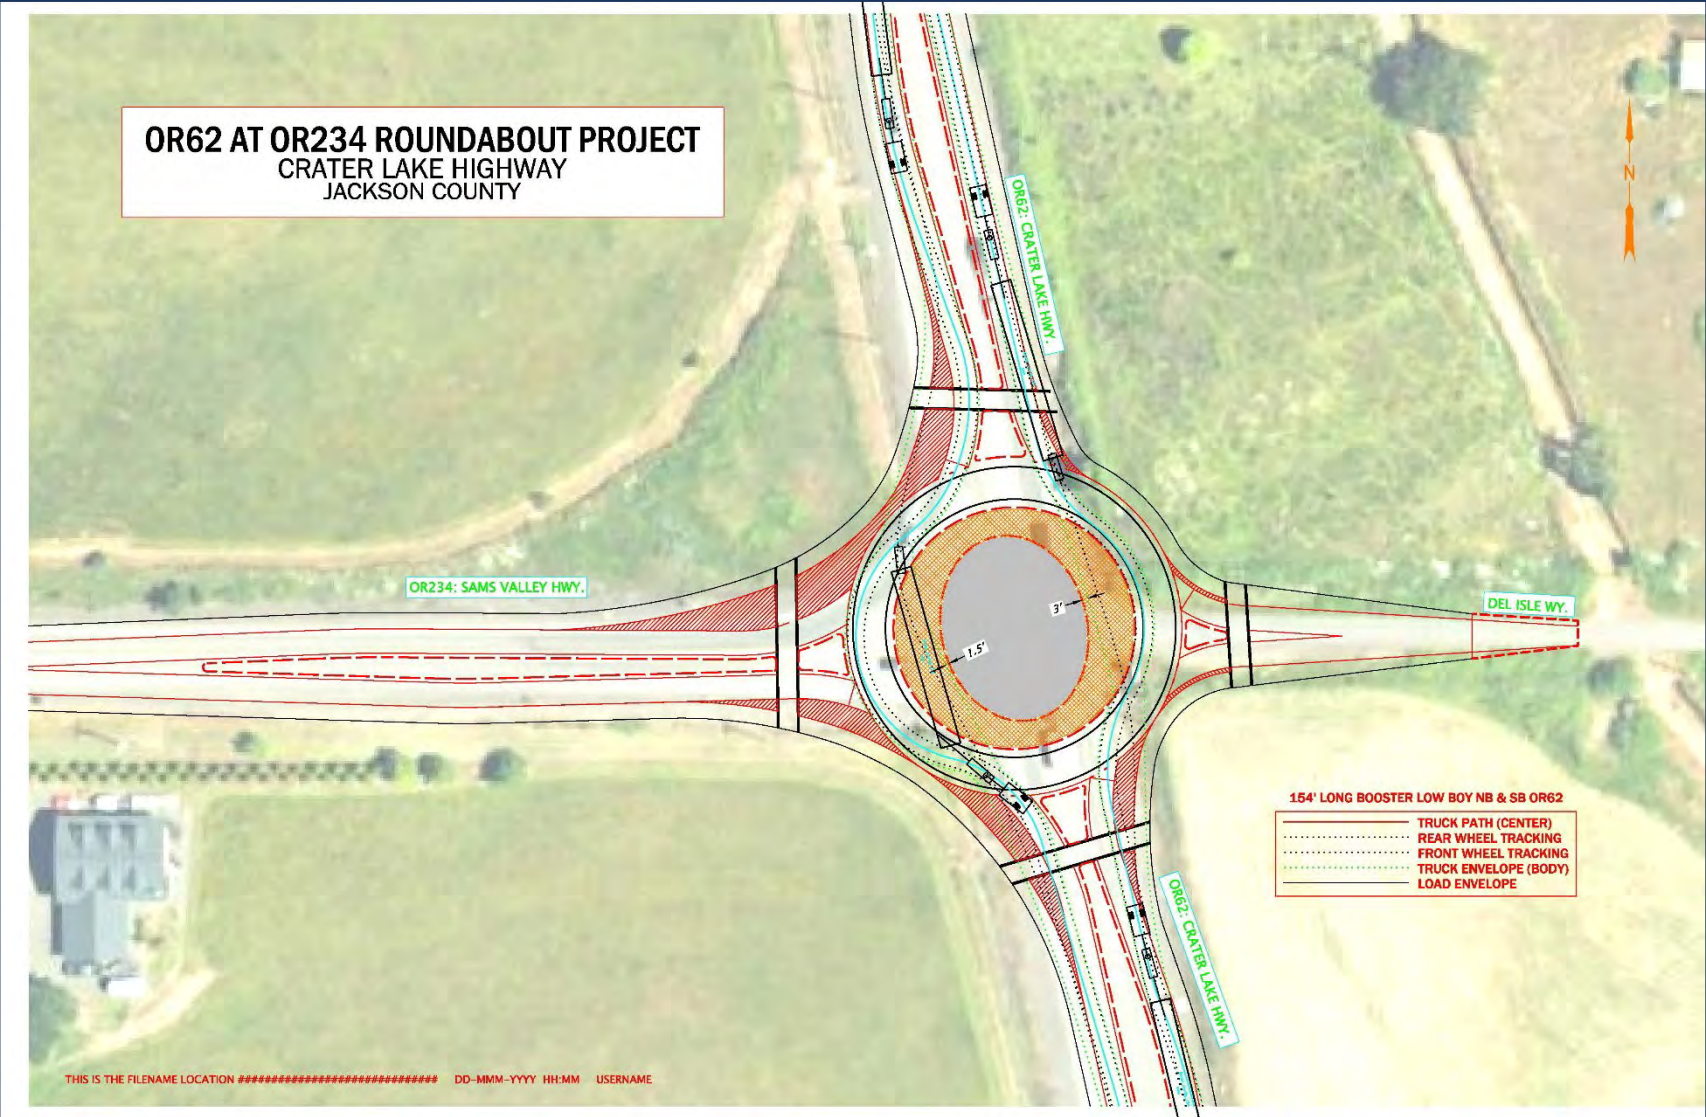 OR62 AT OR234 ROUNDABOUT PROJECT
CRATER LAKE HIGHWAY
JACKSON COUNTY
N
OR62: CRATER LAKE HWY.
OR234: SAMS VALLEY HWY.
DEL ISLE WY.
3'
1.5'
154' LONG BOOSTER LOW BOY NB & SB OR62
TRUCK PATH (CENTER)
REAR WHEEL TRACKING
FRONT WHEEL TRACKING
TRUCK ENVELOPE (BODY)
LOAD ENVELOPE
OR62: CRATER LAKE HWY.
THIS IS THE FILENAME LOCATION ############################## DD-MMM-YYYY HH:MM USERNAME